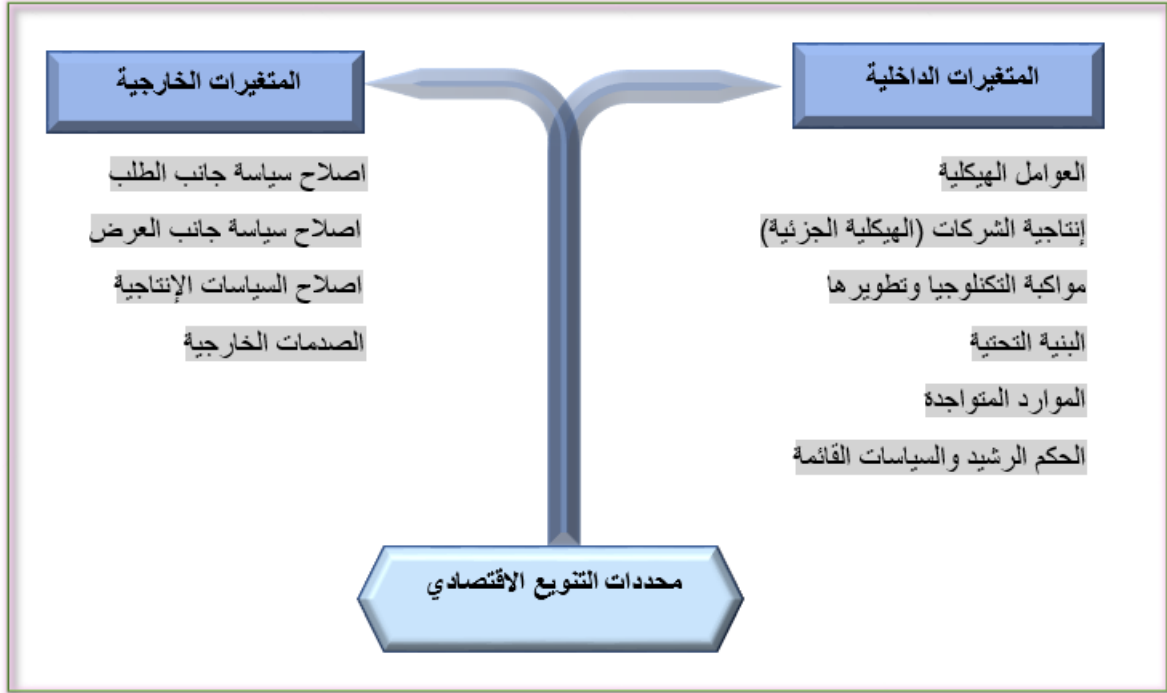 المتغيرات الداخلية
العوامل الهيكلية
إنتاجية الشركات (الهيكلية الجزئية)
مواكبة التكنلوجيا وتطويرها
البنية التحتية
الموارد المتواجدة
الحكم الرشيد والسياسات القائمة
المتغيرات الخارجية
اصلاح سياسة جانب الطلب
اصلاح سياسة جانب العرض
اصلاح السياسات الإنتاجية
الصدمات الخارجية
محددات التنويع الاقتصادي